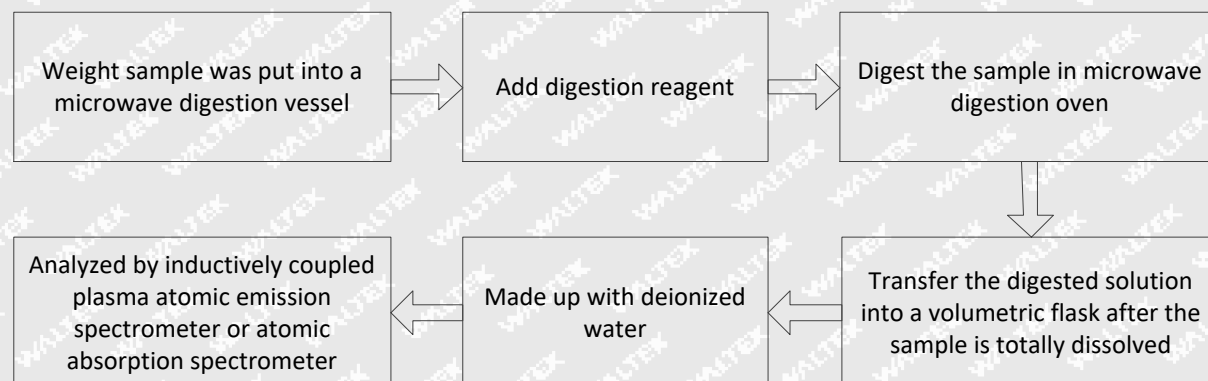 Weight sample was put into a
microwave digestion vessel
Add digestion reagent
Digest the sample in microwave
digestion oven
Transfer the digested solution
into a volumetric flask after the
sample is totally dissolved
Made up with deionized
water
Analyzed by inductively coupled
plasma atomic emission
spectrometer or atomic
absorption spectrometer
WALTEK